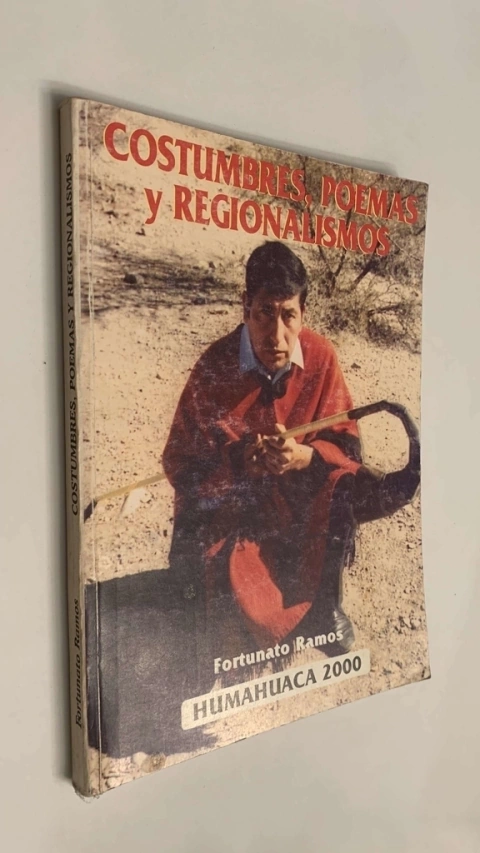 COSTUMBRES, POEMAS
y REGIONALISMOS
Fortunato Ramos
HUMAHUACA 2000
COSTUMBRES, POEMAS Y REGIONALISMOS
Fortunato Ramos